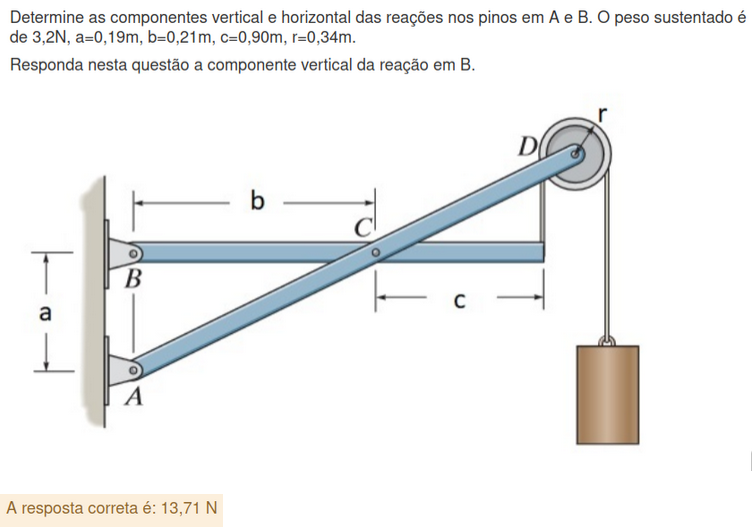 Determine as componentes vertical e horizontal das reações nos pinos em A e B. O peso sustentado é
de 3,2N, a=0,19m, b=0,21m, c=0,90m, r=0,34m.
Responda nesta questão a componente vertical da reação em B.
r
D
b
C
B
c
a
A
A resposta correta é: 13,71 N